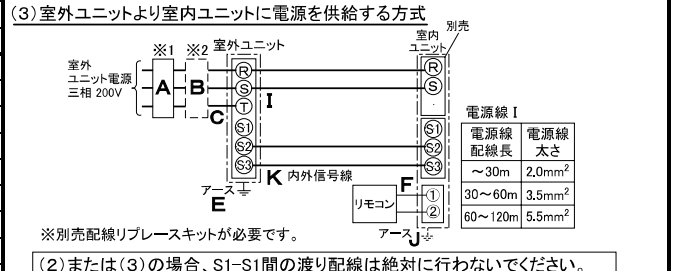 (3)室外ユニットより室内ユニットに電源を供給する方式
※1 ※2 室外ユニット
室内
ユニット
別売
室外
ユニット電源
三相 200V
A
B
C
R
S
T
S1
S2
S3
I
R
S
S1
S2
S3
K 内外信号線
アース
E
F
リモコン
①
②
アース
J
電源線 I
電源線
配線長
電源線
太さ
~30m 2.0mm²
30~60m 3.5mm²
60~120m 5.5mm²
※別売配線リプレースキットが必要です。
(2)または(3)の場合、S1-S1間の渡り配線は絶対に行わないでください。